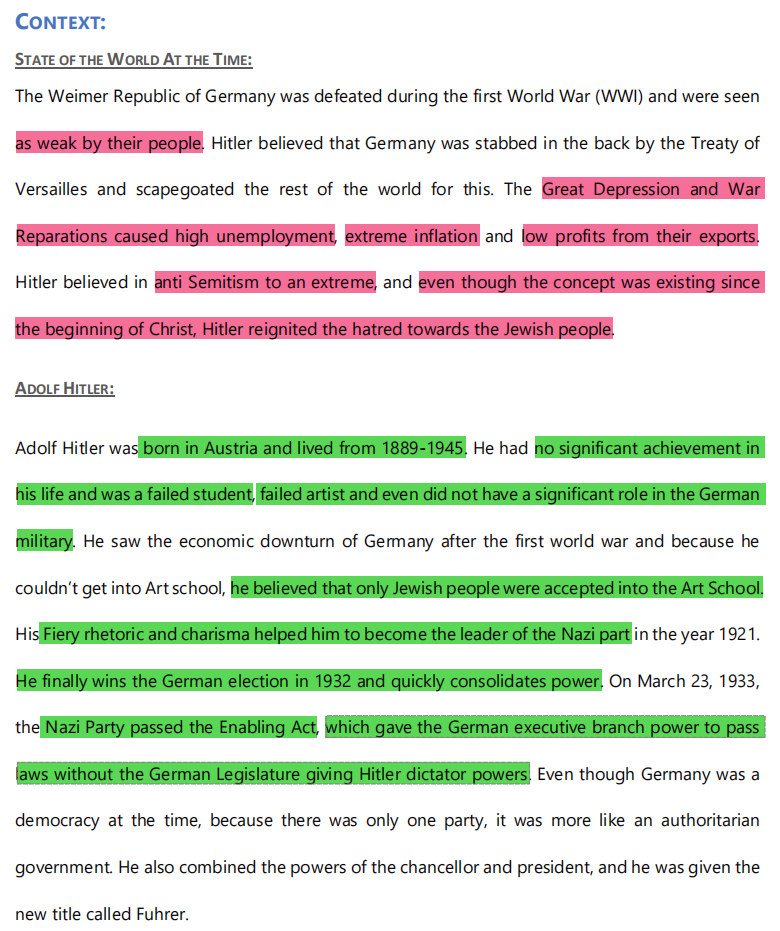 CONTEXT:
STATE OF THE WORLD AT THE TIME:
The Weimer Republic of Germany was defeated during the first World War (WWI) and were seen
as weak by their people. Hitler believed that Germany was stabbed in the back by the Treaty of
Versailles and scapegoated the rest of the world for this. The Great Depression and War
Reparations caused high unemployment, extreme inflation and low profits from their exports.
Hitler believed in anti Semitism to an extreme, and even though the concept was existing since
the beginning of Christ, Hitler reignited the hatred towards the Jewish people.
ADOLF HITLER:
Adolf Hitler was born in Austria and lived from 1889-1945. He had no significant achievement in
his life and was a failed student, failed artist and even did not have a significant role in the German
military. He saw the economic downturn of Germany after the first world war and because he
couldn't get into Art school, he believed that only Jewish people were accepted into the Art School.
His Fiery rhetoric and charisma helped him to become the leader of the Nazi part in the year 1921.
He finally wins the German election in 1932 and quickly consolidates power. On March 23, 1933,
the Nazi Party passed the Enabling Act, which gave the German executive branch power to pass
laws without the German Legislature giving Hitler dictator powers. Even though Germany was a
democracy at the time, because there was only one party, it was more like an authoritarian
government. He also combined the powers of the chancellor and president, and he was given the
new title called Fuhrer.